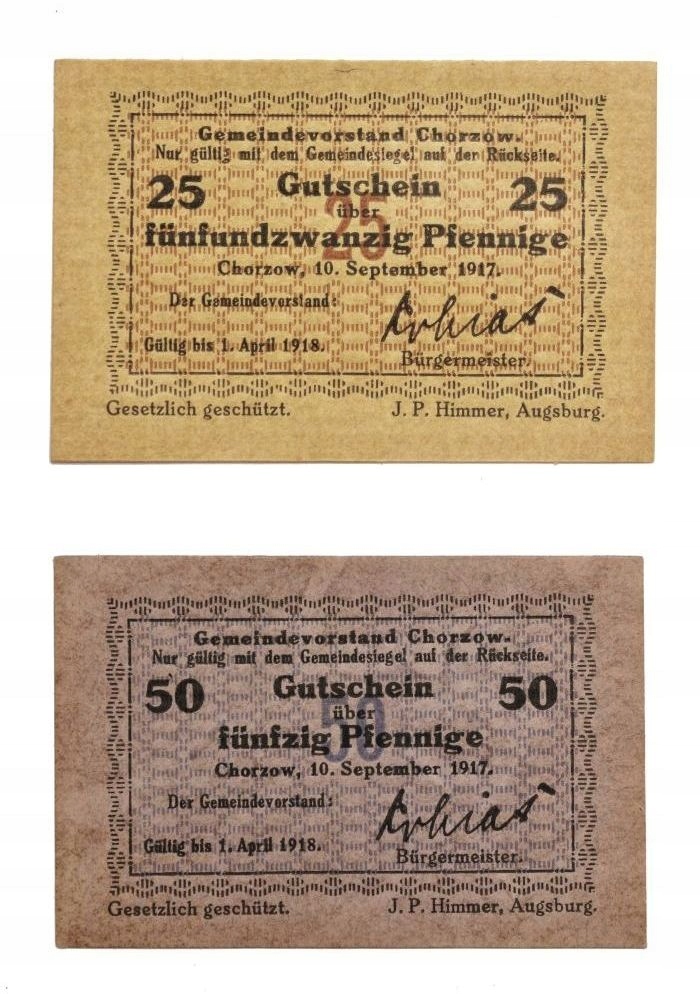 Gemeindevorstand Chorzow.
Nur gültig mit dem Gemeindesiegel auf der Rückseite.
25 Gutschein 25
über
25
fünfundzwanzig Pfennige
Chorzow, 10. September 1917.
Der Gemeindevorstand:
Gültig bis 1. April 1918.
Bürgermeister.
Gesetzlich geschützt. J. P. Himmer, Augsburg.
Gemeindevorstand Chorzow.
Nur gültig mit dem Gemeindesiegel auf der Rückseite.
50 Gutschein 50
über
50
fünfzig Pfennige
Chorzow, 10. September 1917.
Der Gemeindevorstand:
Gültig bis 1. April 1918.
Bürgermeister.
Gesetzlich geschützt. J. P. Himmer, Augsburg.